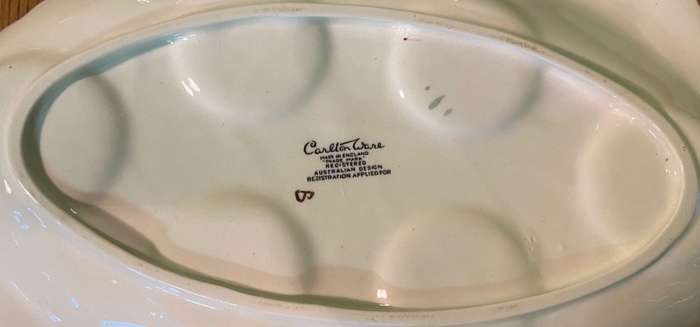 Carlton Ware
MADE IN ENGLAND
"TRADE MARK"
REGISTERED
AUSTRALIAN DESIGN
REGISTRATION APPLIED FOR